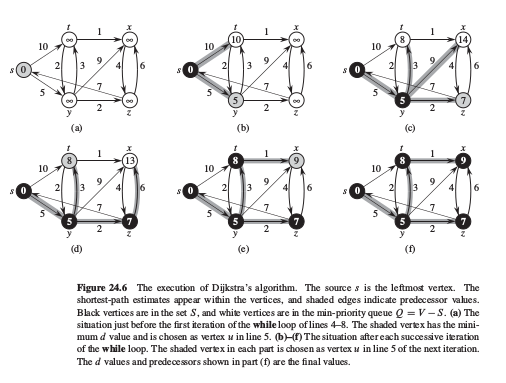 t 1 x
10
∞ ∞
s 0 2 3 9 4 6
5 7
∞ ∞
y z
(a)
t 1 x
10
10 ∞
s 0 2 3 9 4 6
5 7
5 ∞
y 2 z
(b)
t 1 x
10
8 14
s 0 2 3 9 4 6
5 7
5 7
y 2 z
(c)
t 1 x
10
8 13
s 0 2 3 9 4 6
5 7
5 7
y 2 z
(d)
t 1 x
10
8 9
s 0 2 3 9 4 6
5 7
5 7
y 2 z
(e)
t 1 x
10
8 9
s 0 2 3 9 4 6
5 7
5 7
y 2 z
(f)
Figure 24.6 The execution of Dijkstra's algorithm. The source s is the leftmost vertex. The
shortest-path estimates appear within the vertices, and shaded edges indicate predecessor values.
Black vertices are in the set S, and white vertices are in the min-priority queue Q = V − S. (a) The
situation just before the first iteration of the while loop of lines 4–8. The shaded vertex has the mini-
mum d value and is chosen as vertex u in line 5. (b)–(f) The situation after each successive iteration
of the while loop. The shaded vertex in each part is chosen as vertex u in line 5 of the next iteration.
The d values and predecessors shown in part (f) are the final values.